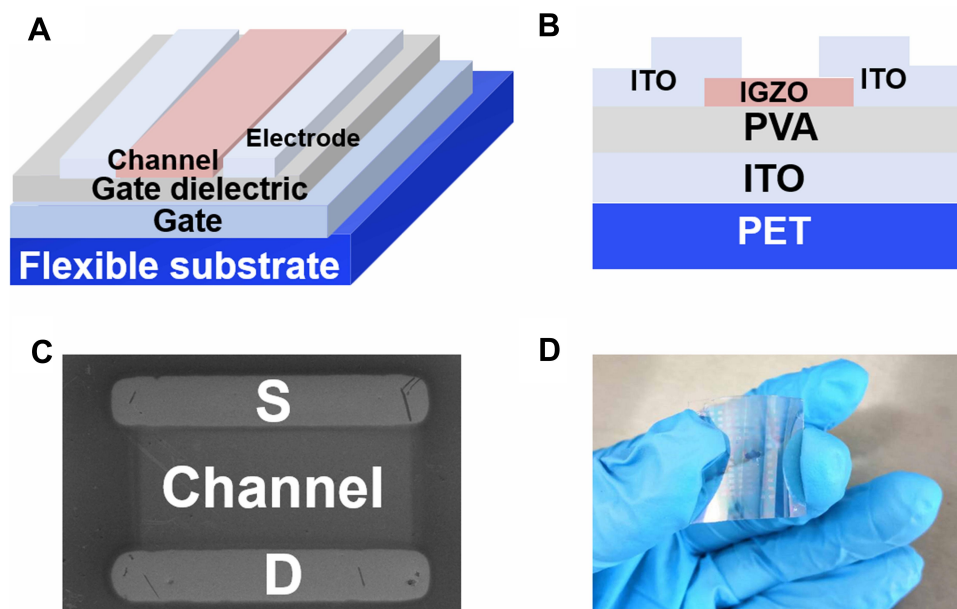 A
Electrode
Channel
Gate dielectric
Gate
Flexible substrate
B
ITO
IGZO
ITO
PVA
ITO
PET
C
S
Channel
D
D